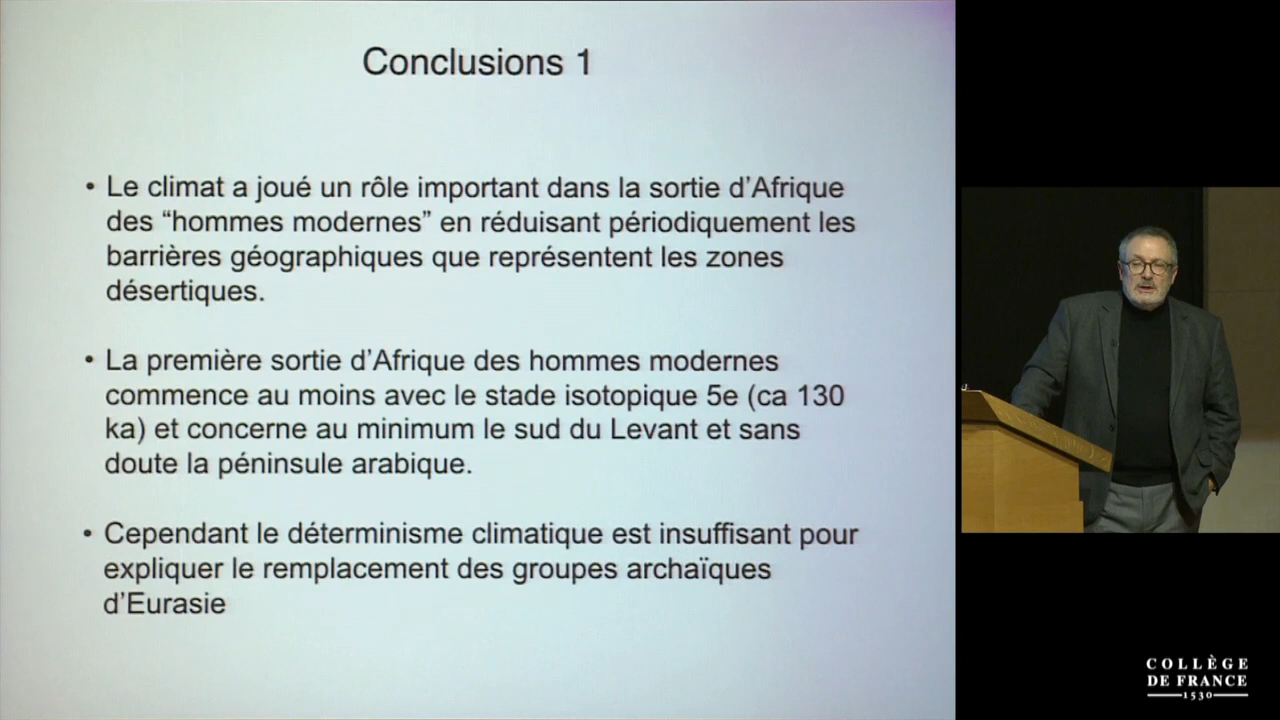 Conclusions 1
• Le climat a joué un rôle important dans la sortie d’Afrique
des “hommes modernes” en réduisant périodiquement les
barrières géographiques que représentent les zones
désertiques.
• La première sortie d’Afrique des hommes modernes
commence au moins avec le stade isotopique 5e (ca 130
ka) et concerne au minimum le sud du Levant et sans
doute la péninsule arabique.
• Cependant le déterminisme climatique est insuffisant pour
expliquer le remplacement des groupes archaïques
d’Eurasie
COLLÈGE
DE FRANCE
1530